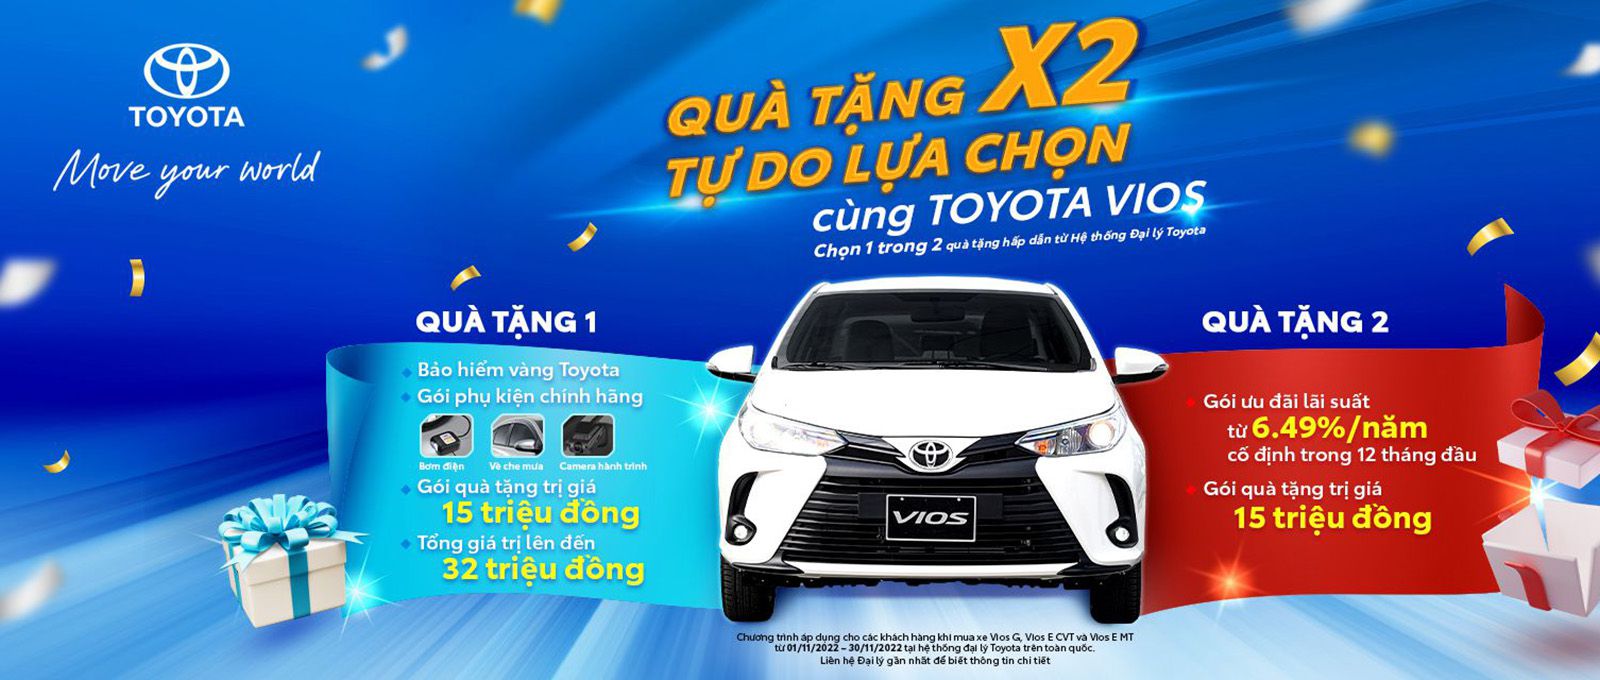 TOYOTA
Move your world
QUÀ TẶNG X2
TỰ DO LỰA CHỌN
cùng TOYOTA VIOS
Chọn 1 trong 2 quà tặng hấp dẫn từ Hệ thống Đại lý Toyota
QUÀ TẶNG 1
Bảo hiểm vàng Toyota
Gói phụ kiện chính hãng
Bơm điện
Vè che mưa
Camera hành trình
Gói quà tặng trị giá
15 triệu đồng
Tổng giá trị lên đến
32 triệu đồng
VIOS
QUÀ TẶNG 2
Gói ưu đãi lãi suất
từ 6.49%/năm
cố định trong 12 tháng đầu
Gói quà tặng trị giá
15 triệu đồng
Chương trình áp dụng cho các khách hàng khi mua xe Vios G, Vios E CVT và Vios E MT
từ 01/11/2022 – 30/11/2022 tại hệ thống đại lý Toyota trên toàn quốc.
Liên hệ Đại lý gần nhất để biết thông tin chi tiết